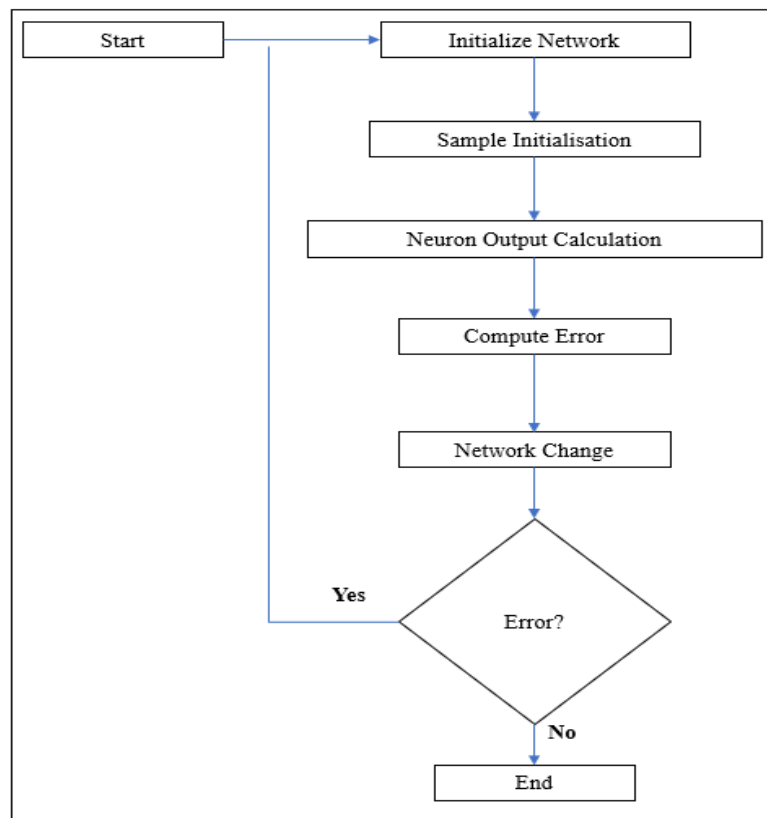 Start
Initialize Network
Sample Initialisation
Neuron Output Calculation
Compute Error
Network Change
Yes
Error?
No
End